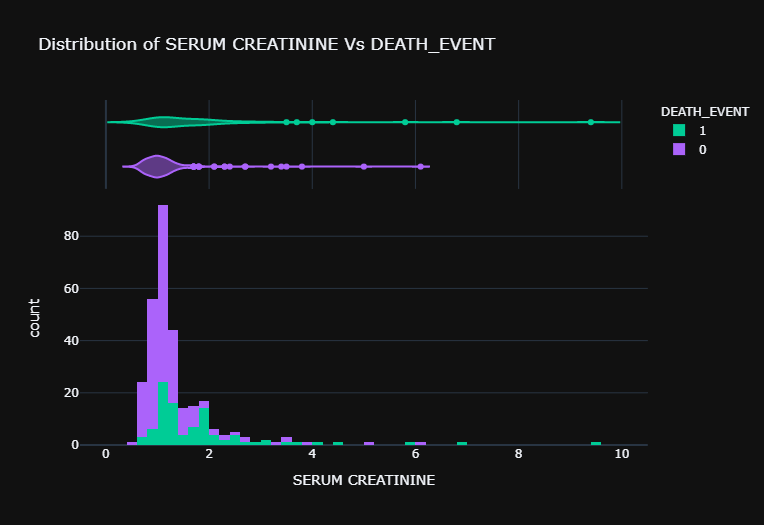 Distribution of SERUM CREATININE Vs DEATH_EVENT
DEATH_EVENT
1
0
80
60
40
20
0
count
0 2 4 6 8 10
SERUM CREATININE